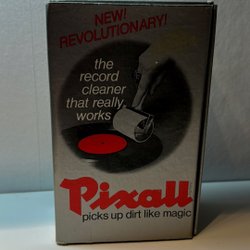 NEW!
REVOLUTIONARY!
the
record
cleaner
that really
works
Pixall
picks up dirt like magic